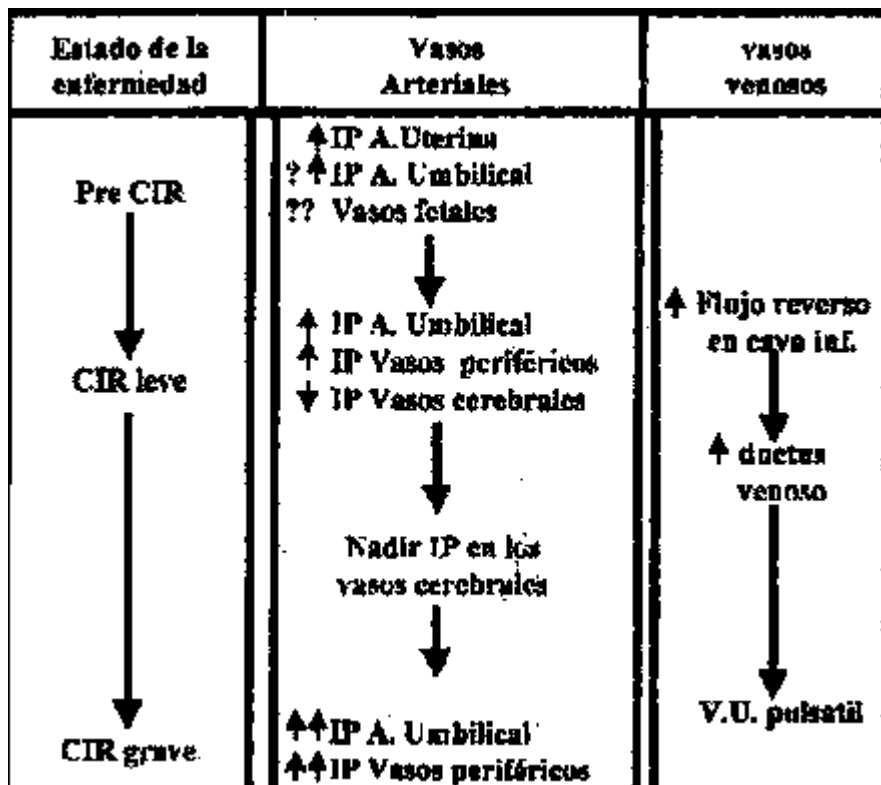 Estado de la
enfermedad
Vasos
Arteriales
vasos
venosos
Pre CIR
CIR leve
CIR grave
↑IP A.Uterina
?↑IP A. Umbilical
?? Vasos fetales
↑ IP A. Umbilical
↑ IP Vasos periféricos
↓ IP Vasos cerebrales
Nadir IP en los
vasos cerebrales
↑↑IP A. Umbilical
↑↑IP Vasos periféricos
↑ Flujo reverso
en cava inf.
↑ ductus
venoso
V.U. pulsatil